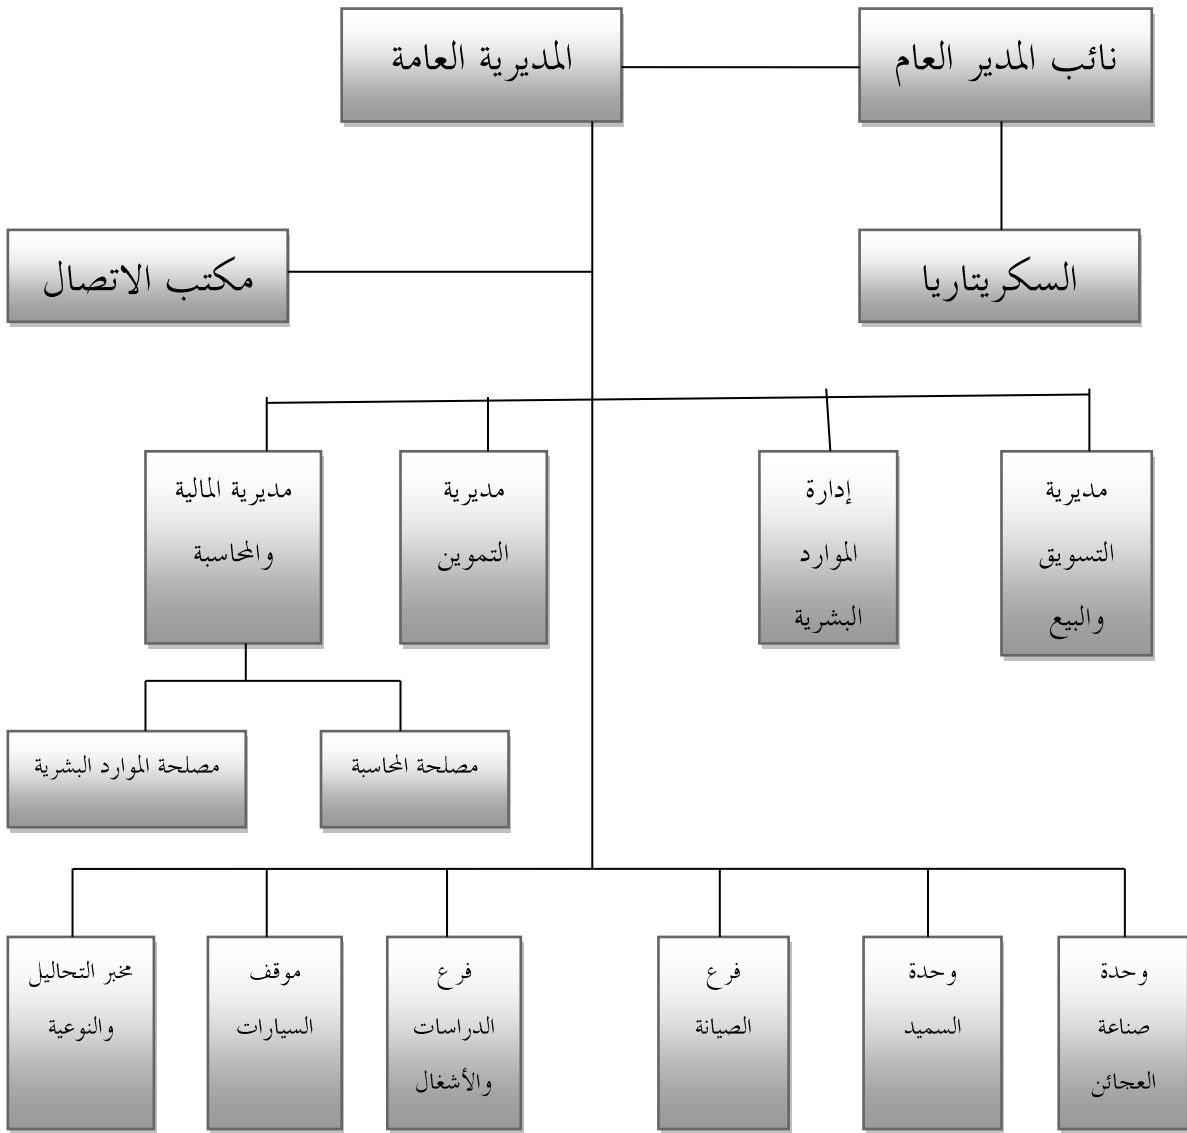 نائب المدير العام
المديرية العامة
السكريتاريا
مكتب الاتصال
مديرية
التسويق
والبيع
إدارة
الموارد
البشرية
مديرية
التموين
مديرية المالية
والمحاسبة
مصلحة المحاسبة
مصلحة الموارد البشرية
وحدة
صناعة
العجائن
وحدة
السميد
فرع
الصيانة
فرع
الدراسات
والأشغال
موقف
السيارات
مخبر التحاليل
والنوعية